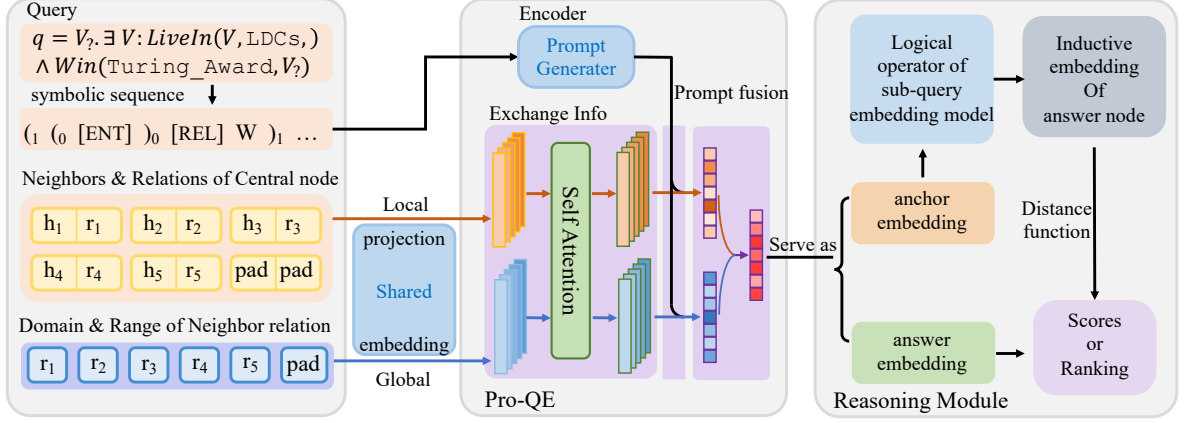 Query
q = V?.∃ V: LiveIn(V, LDCs,)
∧ Win(Turing_Award, V?)
symbolic sequence
(1 (0 [ENT] )0 [REL] W )1 …
Neighbors & Relations of Central node
h1 r1 h2 r2 h3 r3
h4 r4 h5 r5 pad pad
Domain & Range of Neighbor relation
r1 r2 r3 r4 r5 pad
Local
projection
Shared
embedding
Global
Encoder
Prompt
Generater
Prompt fusion
Exchange Info
Self Attention
Pro-QE
Serve as
Logical
operator of
sub-query
embedding model
Inductive
embedding
Of
answer node
anchor
embedding
Distance
function
answer
embedding
Scores
or
Ranking
Reasoning Module